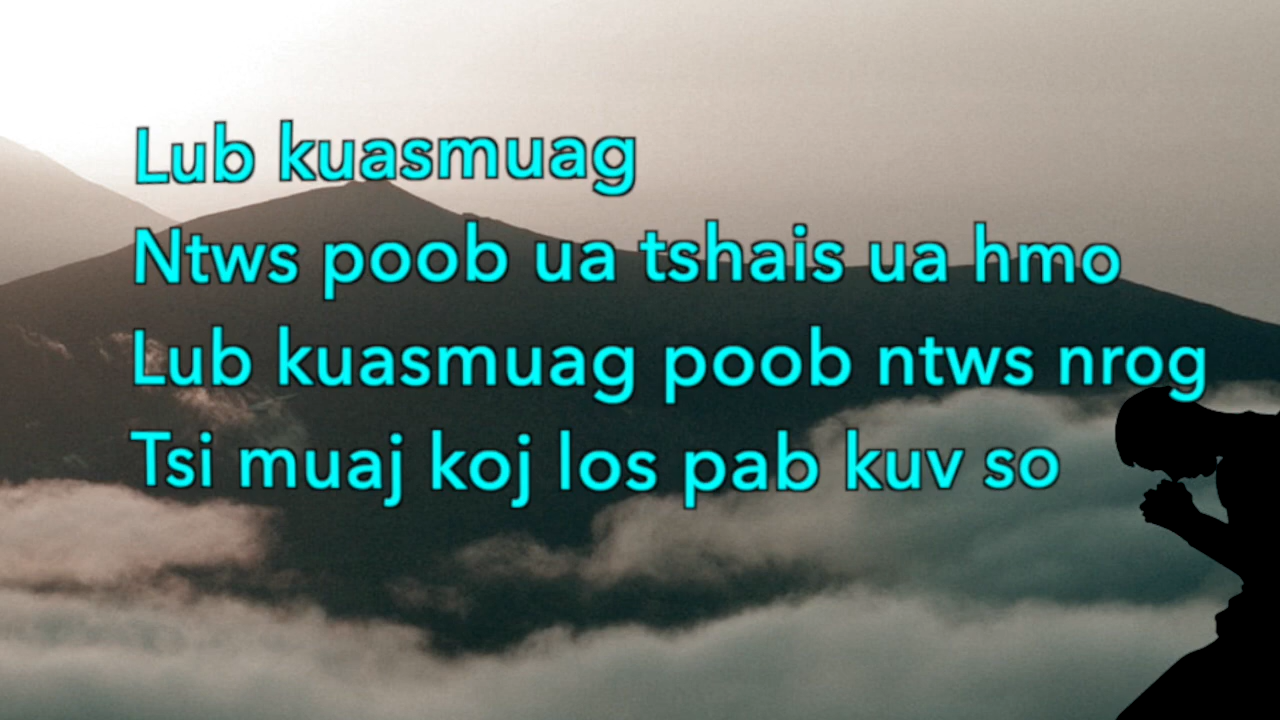 Lub kuasmuag
Ntws poob ua tshais ua hmo
Lub kuasmuag poob ntws nrog
Tsi muaj koj los pab kuv so